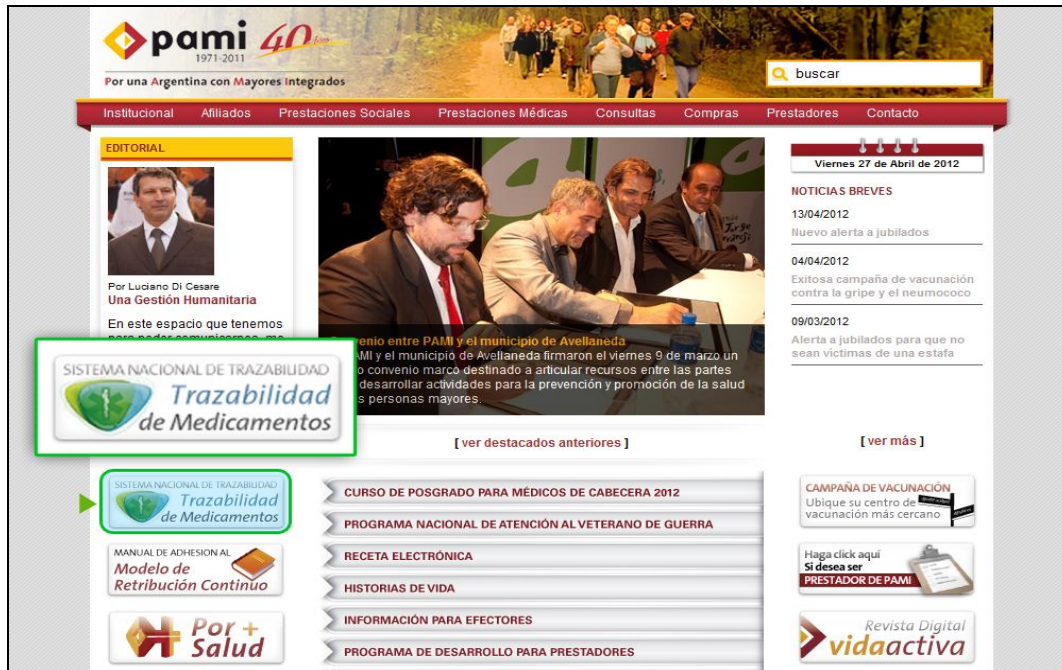 pami 40 años
1971-2011
Por una Argentina con Mayores Integrados
buscar
Institucional Afiliados Prestaciones Sociales Prestaciones Médicas Consultas Compras Prestadores Contacto
EDITORIAL
Por Luciano Di Cesare
Una Gestión Humanitaria
En este espacio que tenemos
Convenio entre PAMI y el municipio de Avellaneda
PAMI y el municipio de Avellaneda firmaron el viernes 9 de marzo un
convenio marco destinado a articular recursos entre las partes
desarrollar actividades para la prevención y promoción de la salud
personas mayores.
[ ver destacados anteriores ]
Viernes 27 de Abril de 2012
NOTICIAS BREVES
13/04/2012
Nuevo alerta a jubilados
04/04/2012
Exitosa campaña de vacunación
contra la gripe y el neumococo
09/03/2012
Alerta a jubilados para que no
sean victimas de una estafa
[ ver más ]
SISTEMA NACIONAL DE TRAZABILIDAD
Trazabilidad
de Medicamentos
SISTEMA NACIONAL DE TRAZABILIDAD
Trazabilidad
de Medicamentos
MANUAL DE ADHESION AL
Modelo de
Retribución Continuo
Por +
Salud
CURSO DE POSGRADO PARA MÉDICOS DE CABECERA 2012
PROGRAMA NACIONAL DE ATENCIÓN AL VETERANO DE GUERRA
RECETA ELECTRÓNICA
HISTORIAS DE VIDA
INFORMACIÓN PARA EFECTORES
PROGRAMA DE DESARROLLO PARA PRESTADORES
CAMPAÑA DE VACUNACIÓN
Ubique su centro de
vacunación más cercano
Haga click aquí
Si desea ser
PRESTADOR DE PAMI
Revista Digital
vidaactiva